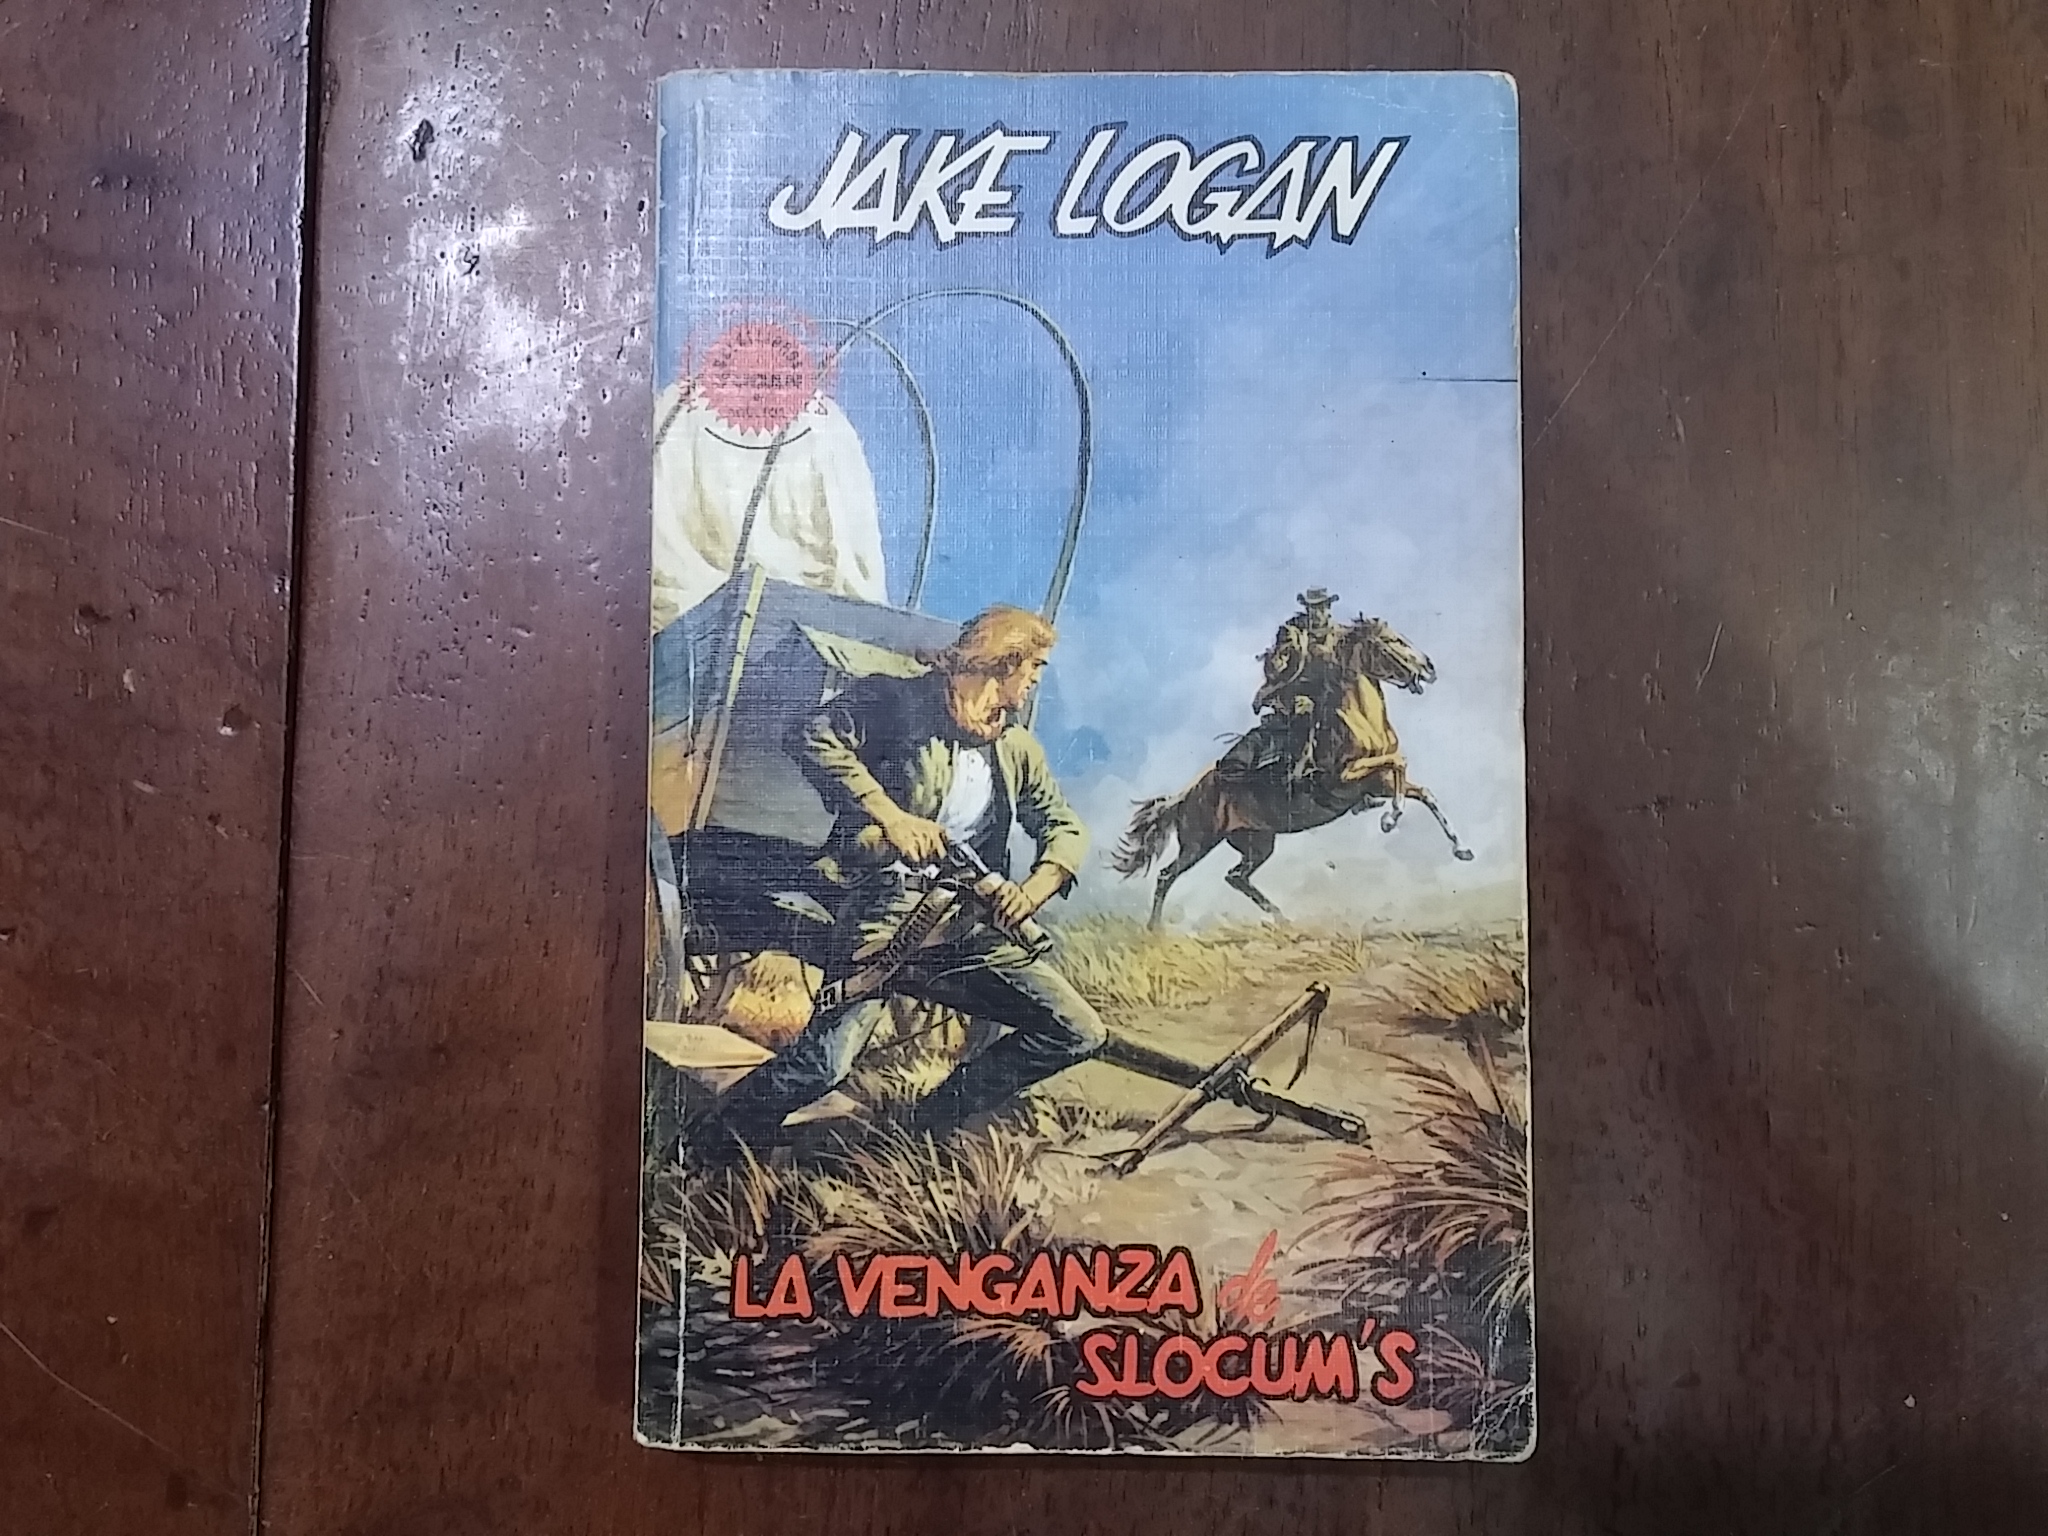 JAKE LOGAN
LA VENGANZA de
SLOCUM'S